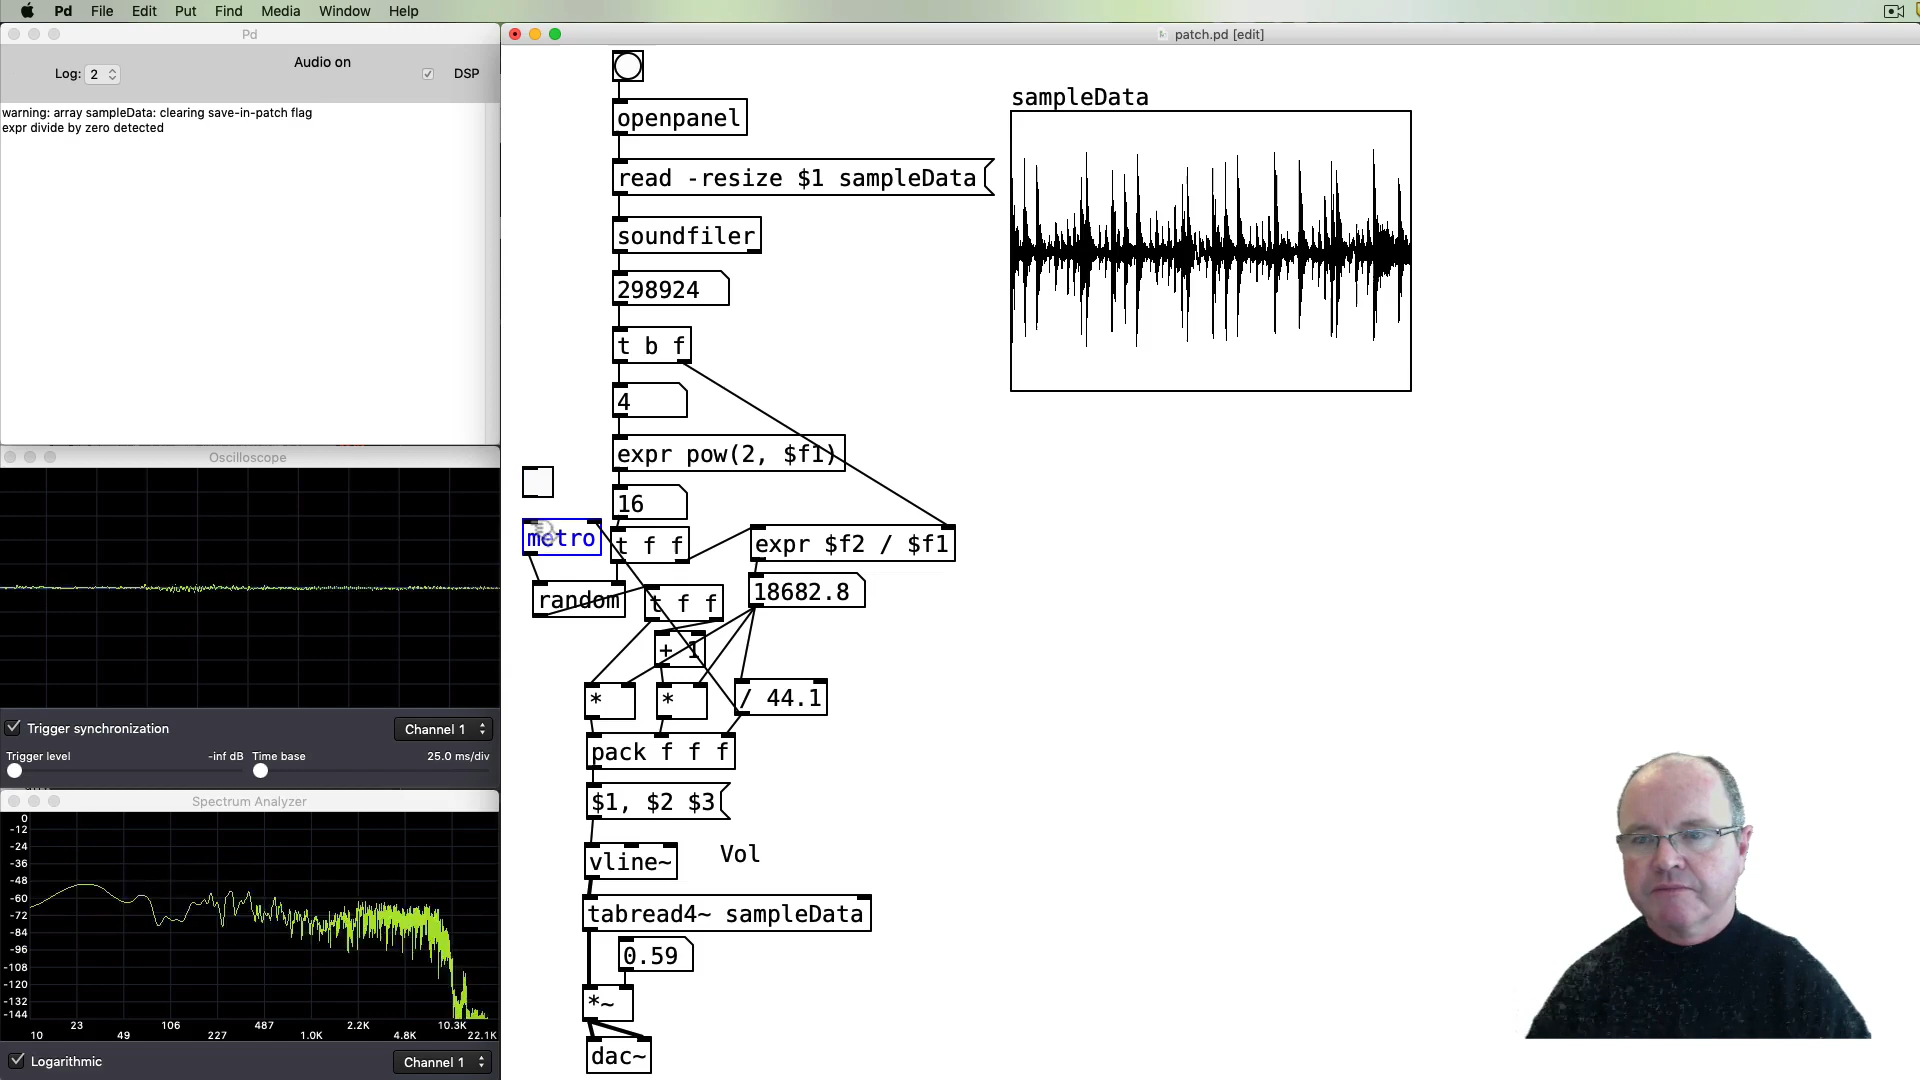 Pd File Edit Put Find Media Window Help
Pd
Audio on
Log: 2
DSP
warning: array sampleData: clearing save-in-patch flag
expr divide by zero detected
Oscilloscope
Trigger synchronization
Channel 1
Trigger level
-inf dB
Time base
25.0 ms/div
Spectrum Analyzer
0
-12
-24
-36
-48
-60
-72
-84
-96
-108
-120
-132
-144
23 106 487 2.2K 10.3K
10 49 227 1.0K 4.8K 22.1K
Logarithmic
Channel 1
patch.pd [edit]
openpanel
read -resize $1 sampleData
soundfiler
298924
t b f
4
expr pow(2, $f1)
16
metro
t f f
expr $f2 / $f1
random
t f f
18682.8
+ 1
*
*
/ 44.1
pack f f f
$1, $2 $3
vline~
Vol
tabread4~ sampleData
0.59
*~
dac~
sampleData